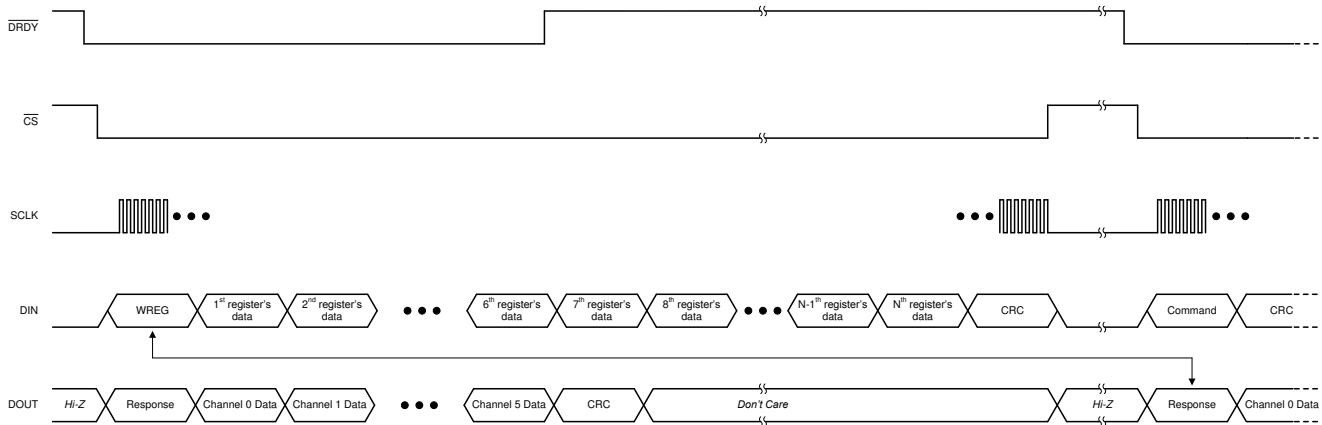 DRDY
CS
SCLK
DIN
WREG
1st register's
data
2nd register's
data
6th register's
data
7th register's
data
8th register's
data
N-1th register's
data
Nth register's
data
CRC
Command
CRC
DOUT
Hi-Z
Response
Channel 0 Data
Channel 1 Data
Channel 5 Data
CRC
Don't Care
Hi-Z
Response
Channel 0 Data